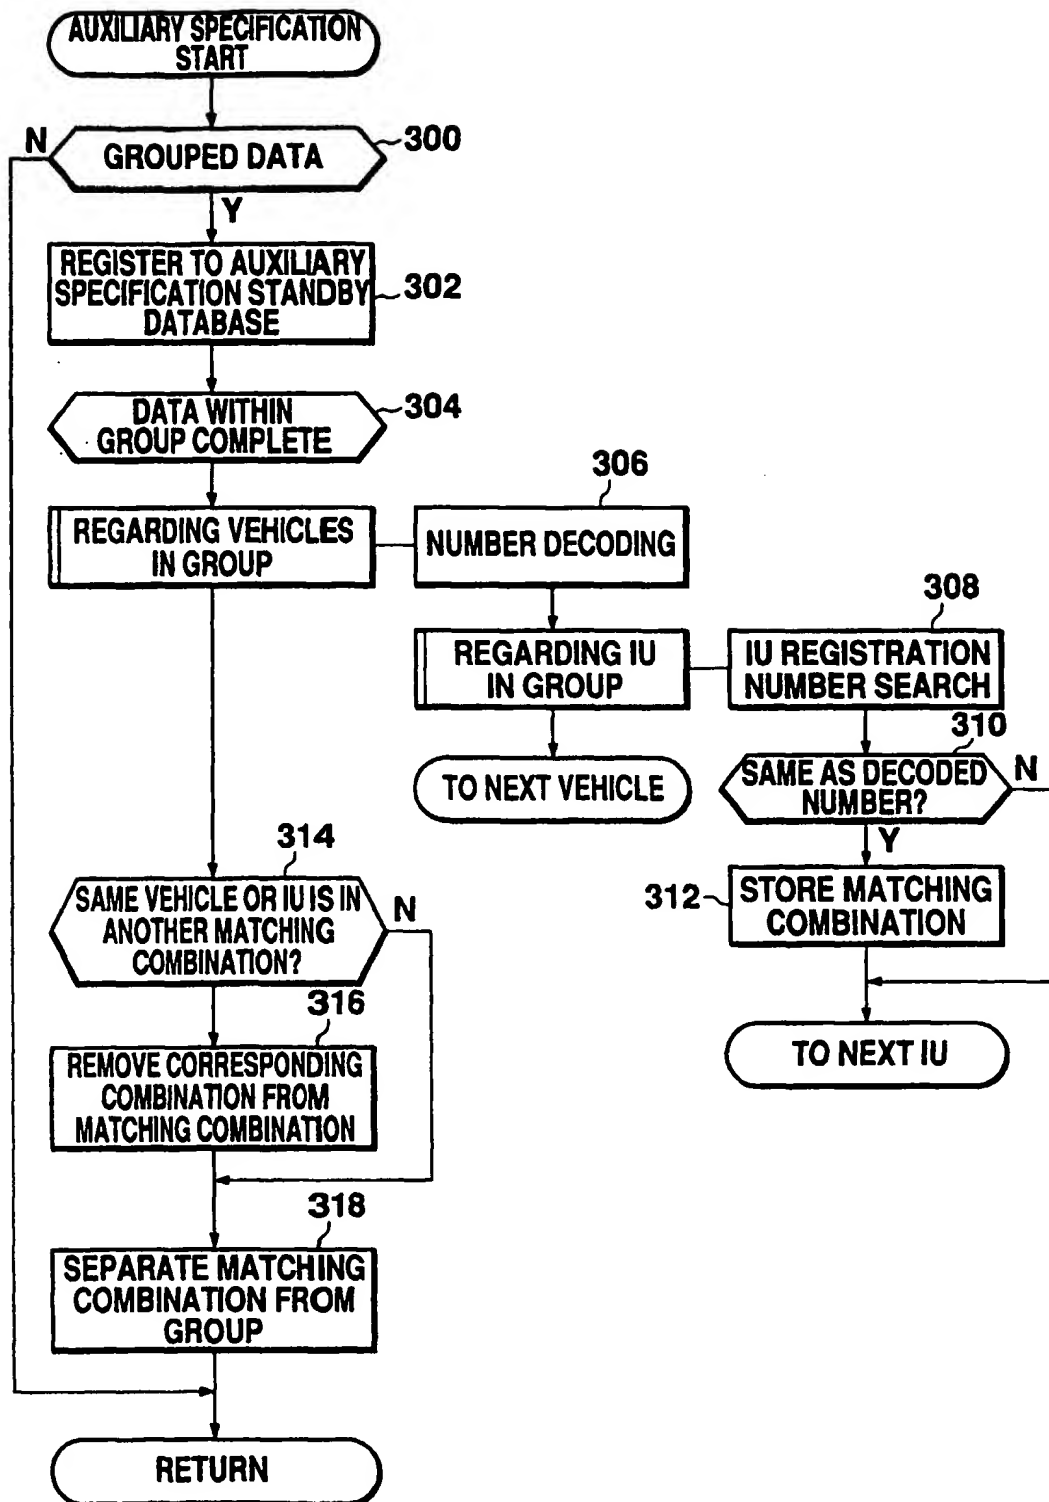 AUXILIARY SPECIFICATION
START
N
GROUPED DATA
300
Y
REGISTER TO AUXILIARY
SPECIFICATION STANDBY
DATABASE
302
DATA WITHIN
GROUP COMPLETE
304
306
REGARDING VEHICLES
IN GROUP
NUMBER DECODING
308
REGARDING IU
IN GROUP
IU REGISTRATION
NUMBER SEARCH
310
TO NEXT VEHICLE
SAME AS DECODED
NUMBER?
N
Y
314
312
STORE MATCHING
COMBINATION
SAME VEHICLE OR IU IS IN
ANOTHER MATCHING
COMBINATION?
N
316
TO NEXT IU
REMOVE CORRESPONDING
COMBINATION FROM
MATCHING COMBINATION
318
SEPARATE MATCHING
COMBINATION FROM
GROUP
RETURN